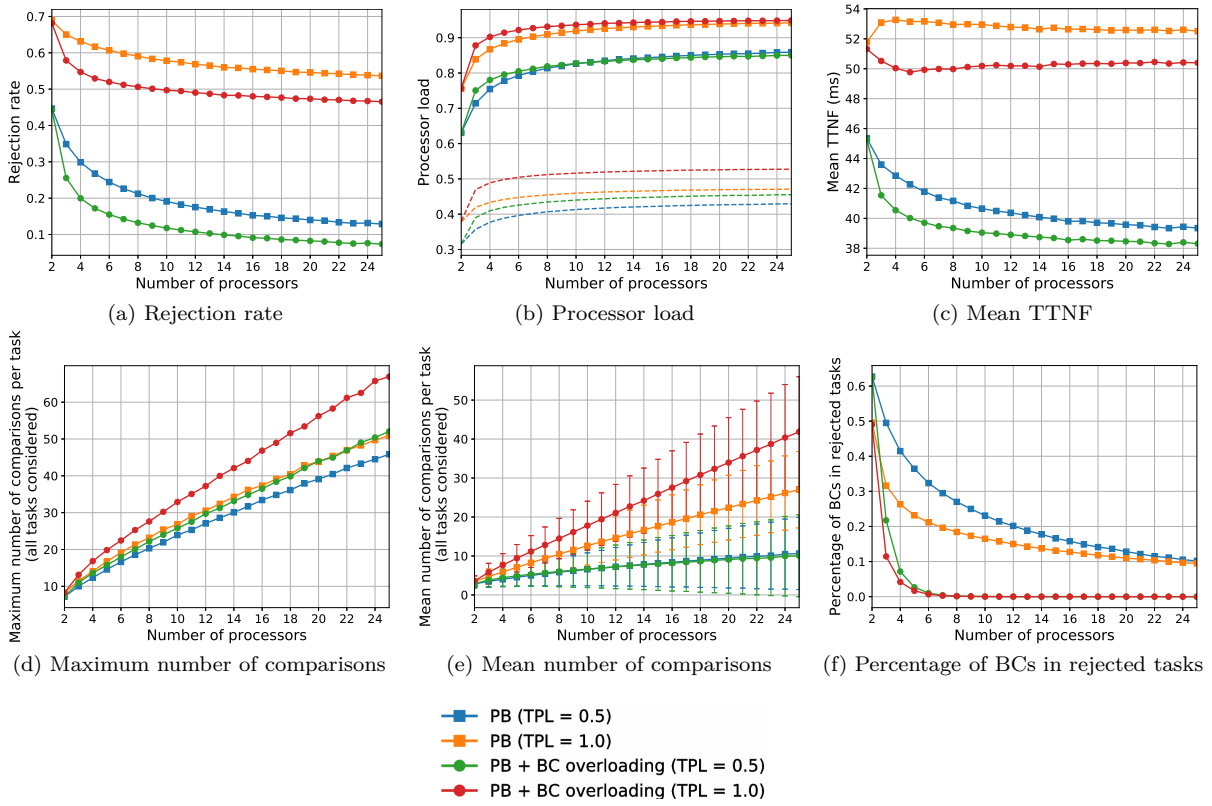 0.7
0.6
0.5
0.4
0.3
0.2
0.1
Rejection rate
2 4 6 8 10 12 14 16 18 20 22 24
Number of processors
(a) Rejection rate
0.9
0.8
0.7
0.6
0.5
0.4
0.3
Processor load
2 4 6 8 10 12 14 16 18 20 22 24
Number of processors
(b) Processor load
54
52
50
48
46
44
42
40
38
Mean TTNF (ms)
2 4 6 8 10 12 14 16 18 20 22 24
Number of processors
(c) Mean TTNF
60
50
40
30
20
10
Maximum number of comparisons per task
(all tasks considered)
2 4 6 8 10 12 14 16 18 20 22 24
Number of processors
(d) Maximum number of comparisons
50
40
30
20
10
0
Mean number of comparisons per task
(all tasks considered)
2 4 6 8 10 12 14 16 18 20 22 24
Number of processors
(e) Mean number of comparisons
0.6
0.5
0.4
0.3
0.2
0.1
0.0
Percentage of BCs in rejected tasks
2 4 6 8 10 12 14 16 18 20 22 24
Number of processors
(f) Percentage of BCs in rejected tasks
PB (TPL = 0.5)
PB (TPL = 1.0)
PB + BC overloading (TPL = 0.5)
PB + BC overloading (TPL = 1.0)